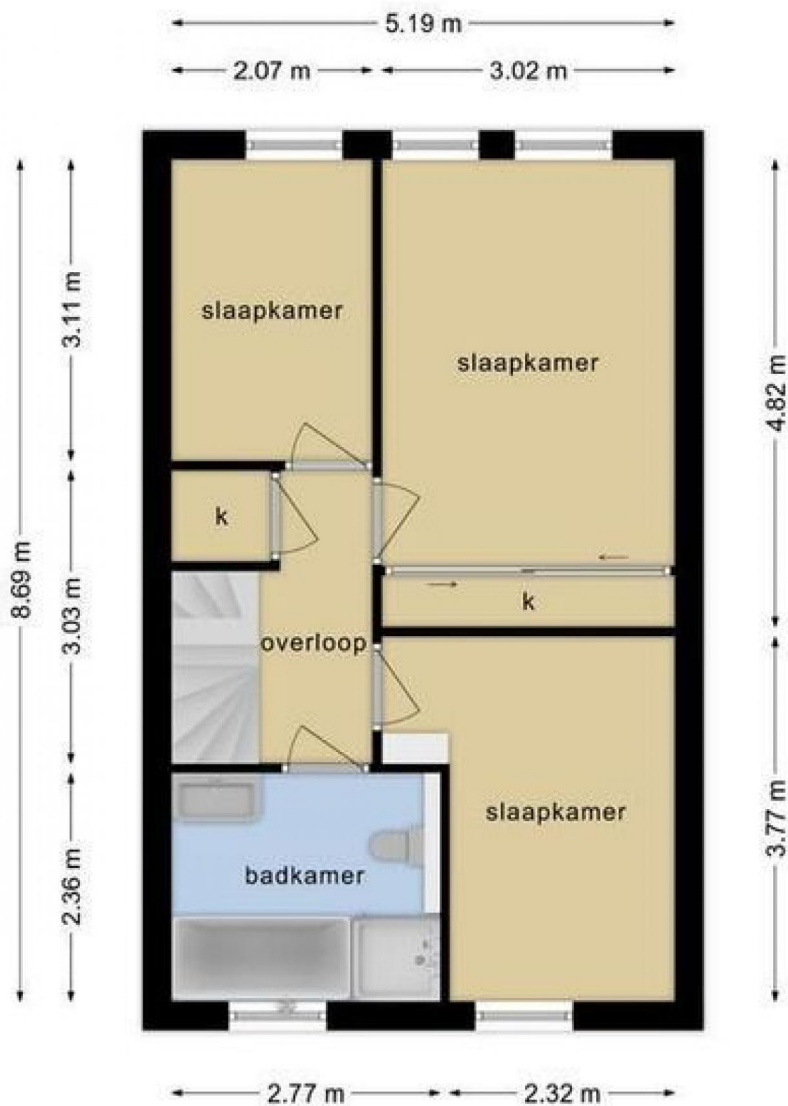 5.19 m
2.07 m
3.02 m
3.11 m
slaapkamer
slaapkamer
4.82 m
k
8.69 m
3.03 m
k
overloop
slaapkamer
3.77 m
2.36 m
badkamer
2.77 m
2.32 m